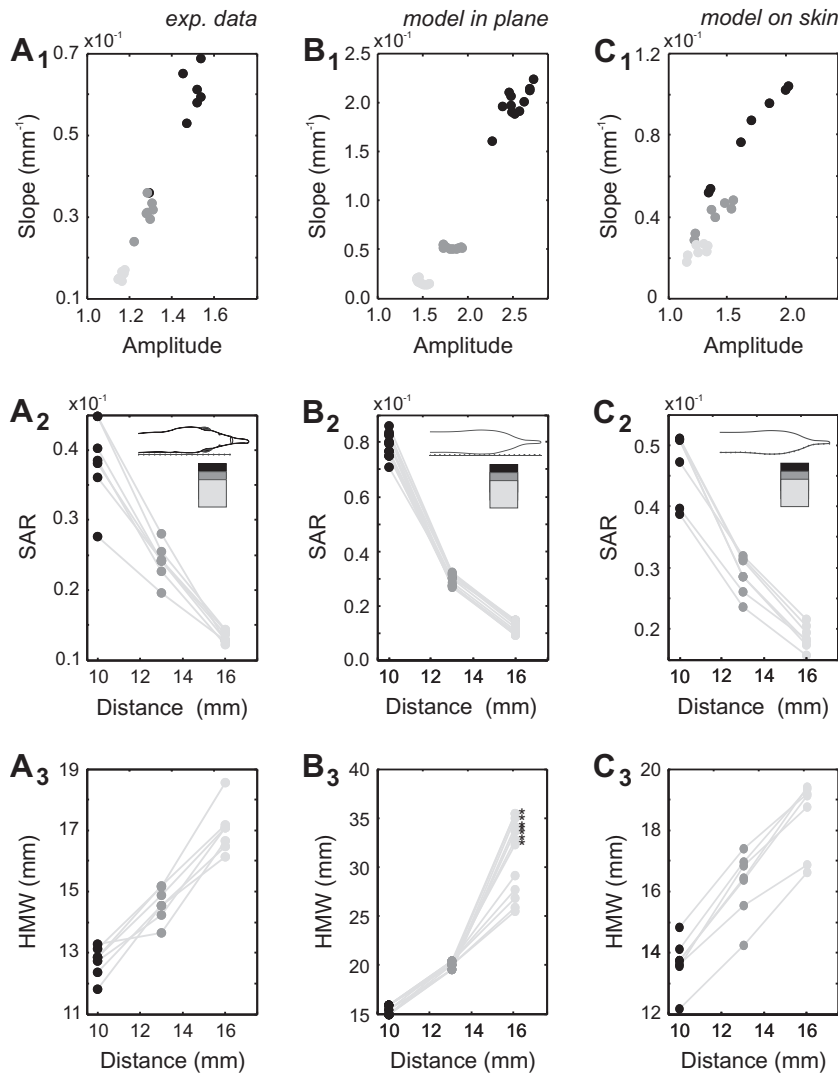 exp. data
model in plane
model on skin
A1
x10-1
0.7
0.5
0.3
0.1
Slope (mm-1)
1.0 1.2 1.4 1.6
Amplitude
B1
x10-1
2.5
2.0
1.5
1.0
0.5
0.0
Slope (mm-1)
1.0 1.5 2.0 2.5
Amplitude
C1
x10-1
1.2
0.8
0.4
0
Slope (mm-1)
1.0 1.5 2.0
Amplitude
A2
x10-1
0.4
0.3
0.2
0.1
SAR
10 12 14 16
Distance (mm)
B2
x10-1
0.8
0.6
0.4
0.2
0.0
SAR
10 12 14 16
Distance (mm)
C2
x10-1
0.5
0.4
0.3
0.2
SAR
10 12 14 16
Distance (mm)
A3
19
17
15
13
11
HMW (mm)
10 12 14 16
Distance (mm)
B3
40
35
30
25
20
15
HMW (mm)
* * * * * * *
10 12 14 16
Distance (mm)
C3
20
18
16
14
12
HMW (mm)
10 12 14 16
Distance (mm)